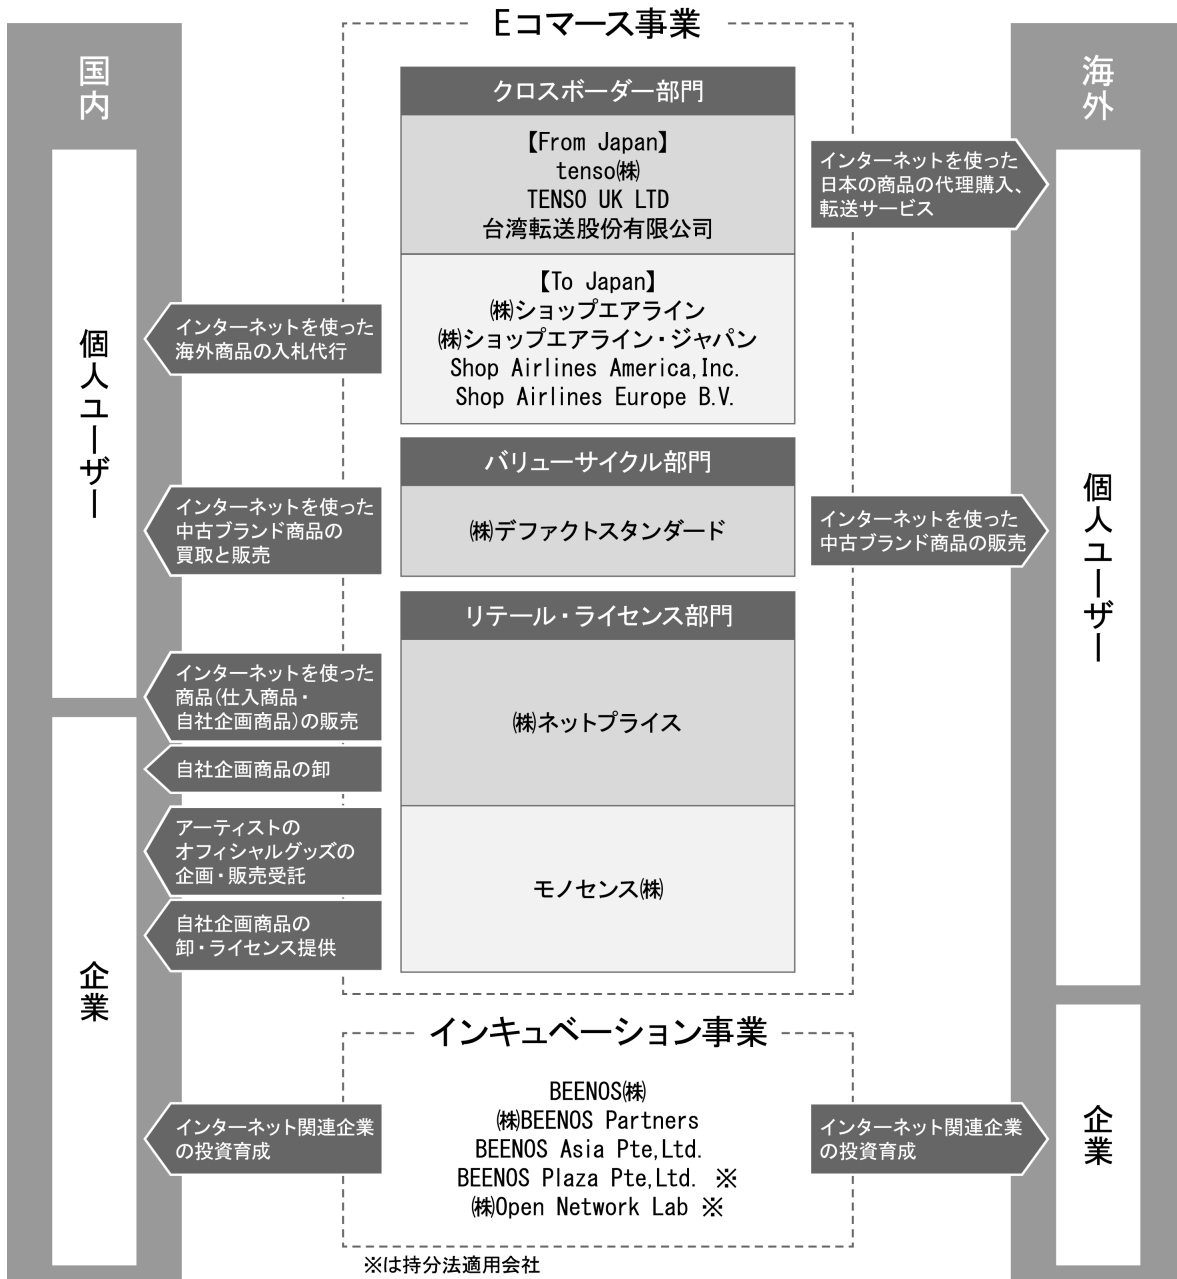 Eコマース事業
国内
個人ユーザー
企業
海外
個人ユーザー
企業
クロスボーダー部門
【From Japan】
tenso㈱
TENSO UK LTD
台湾転送股份有限公司
インターネットを使った
日本の商品の代理購入、
転送サービス
【To Japan】
㈱ショップエアライン
㈱ショップエアライン・ジャパン
Shop Airlines America,Inc.
Shop Airlines Europe B.V.
インターネットを使った
海外商品の入札代行
バリューサイクル部門
㈱デファクトスタンダード
インターネットを使った
中古ブランド商品の
買取と販売
インターネットを使った
中古ブランド商品の販売
リテール・ライセンス部門
㈱ネットプライス
インターネットを使った
商品(仕入商品・
自社企画商品)の販売
自社企画商品の卸
モノセンス㈱
アーティストの
オフィシャルグッズの
企画・販売受託
自社企画商品の
卸・ライセンス提供
インキュベーション事業
BEENOS㈱
㈱BEENOS Partners
BEENOS Asia Pte,Ltd.
BEENOS Plaza Pte,Ltd. ※
㈱Open Network Lab ※
インターネット関連企業
の投資育成
インターネット関連企業
の投資育成
※は持分法適用会社